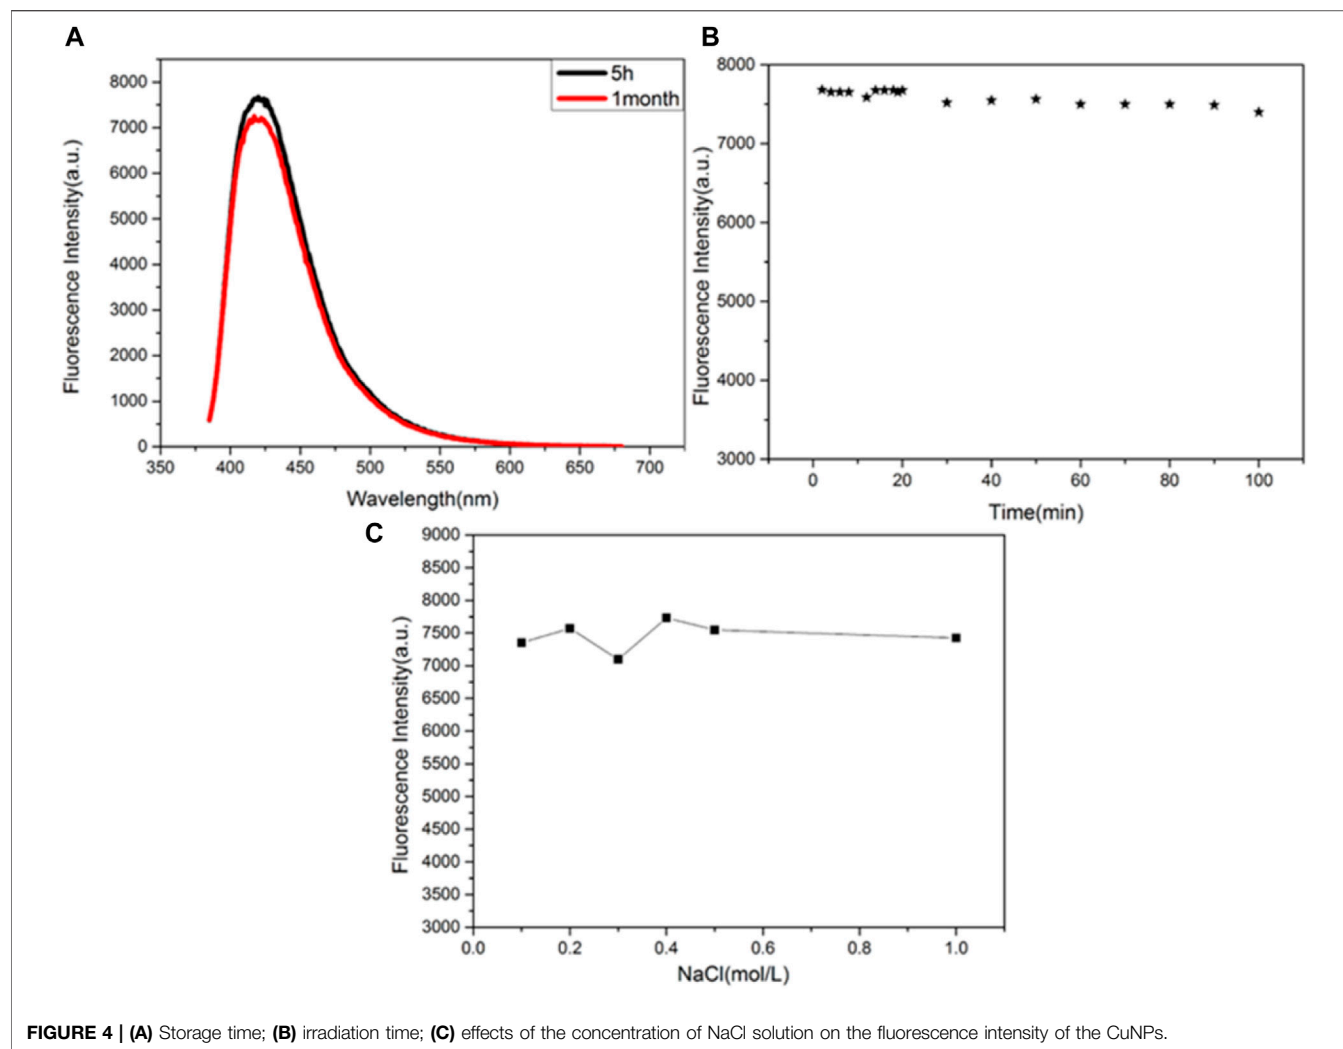 A
8000
7000
6000
5000
4000
3000
2000
1000
0
350 400 450 500 550 600 650 700
Fluorescence Intensity(a.u.)
Wavelength(nm)
5h
1month
B
8000
7000
6000
5000
4000
3000
0 20 40 60 80 100
Fluorescence Intensity(a.u.)
Time(min)
C
9000
8500
8000
7500
7000
6500
6000
5500
5000
4500
4000
3500
3000
0.0 0.2 0.4 0.6 0.8 1.0
Fluorescence Intensity(a.u.)
NaCl(mol/L)
FIGURE 4 | (A) Storage time; (B) irradiation time; (C) effects of the concentration of NaCl solution on the fluorescence intensity of the CuNPs.